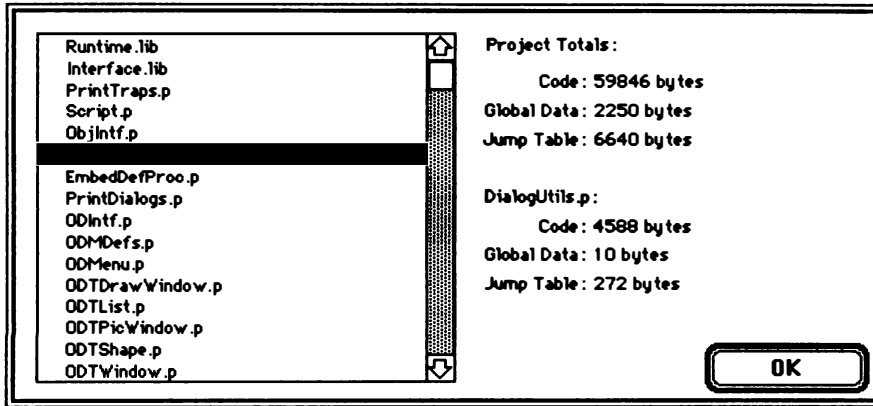 Runtime.lib
Interface.lib
PrintTraps.p
Script.p
ObjIntf.p
EmbedDefProc.p
PrintDialogs.p
ODIntf.p
ODMDefs.p
ODMenu.p
ODTDrawWindow.p
ODTList.p
ODTPicWindow.p
ODTShape.p
ODTWindow.p
Project Totals:
Code: 59846 bytes
Global Data: 2250 bytes
Jump Table: 6640 bytes
DialogUtils.p:
Code: 4588 bytes
Global Data: 10 bytes
Jump Table: 272 bytes
OK